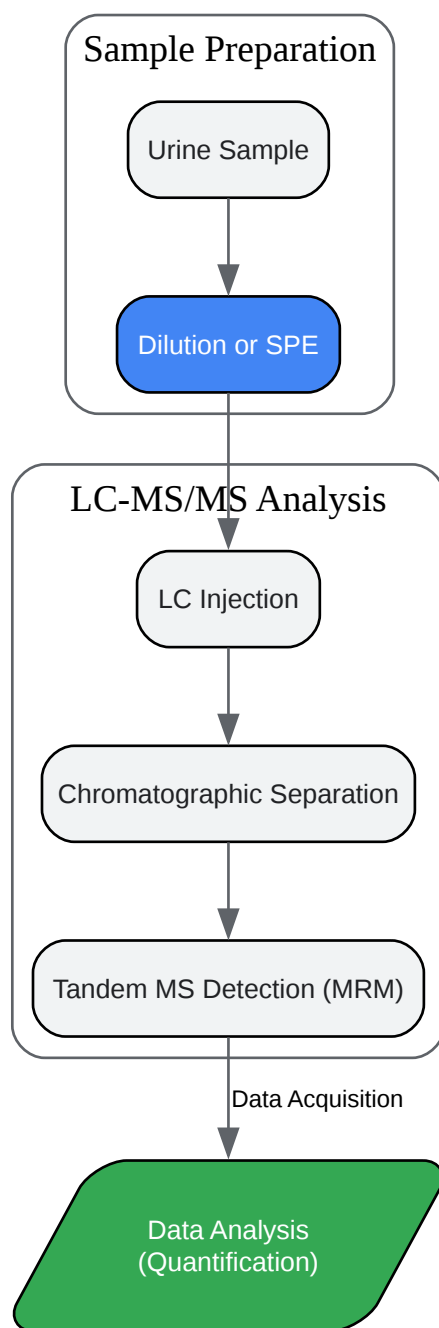 Sample Preparation
Urine Sample
Dilution or SPE
LC-MS/MS Analysis
LC Injection
Chromatographic Separation
Tandem MS Detection (MRM)
Data Acquisition
Data Analysis
(Quantification)